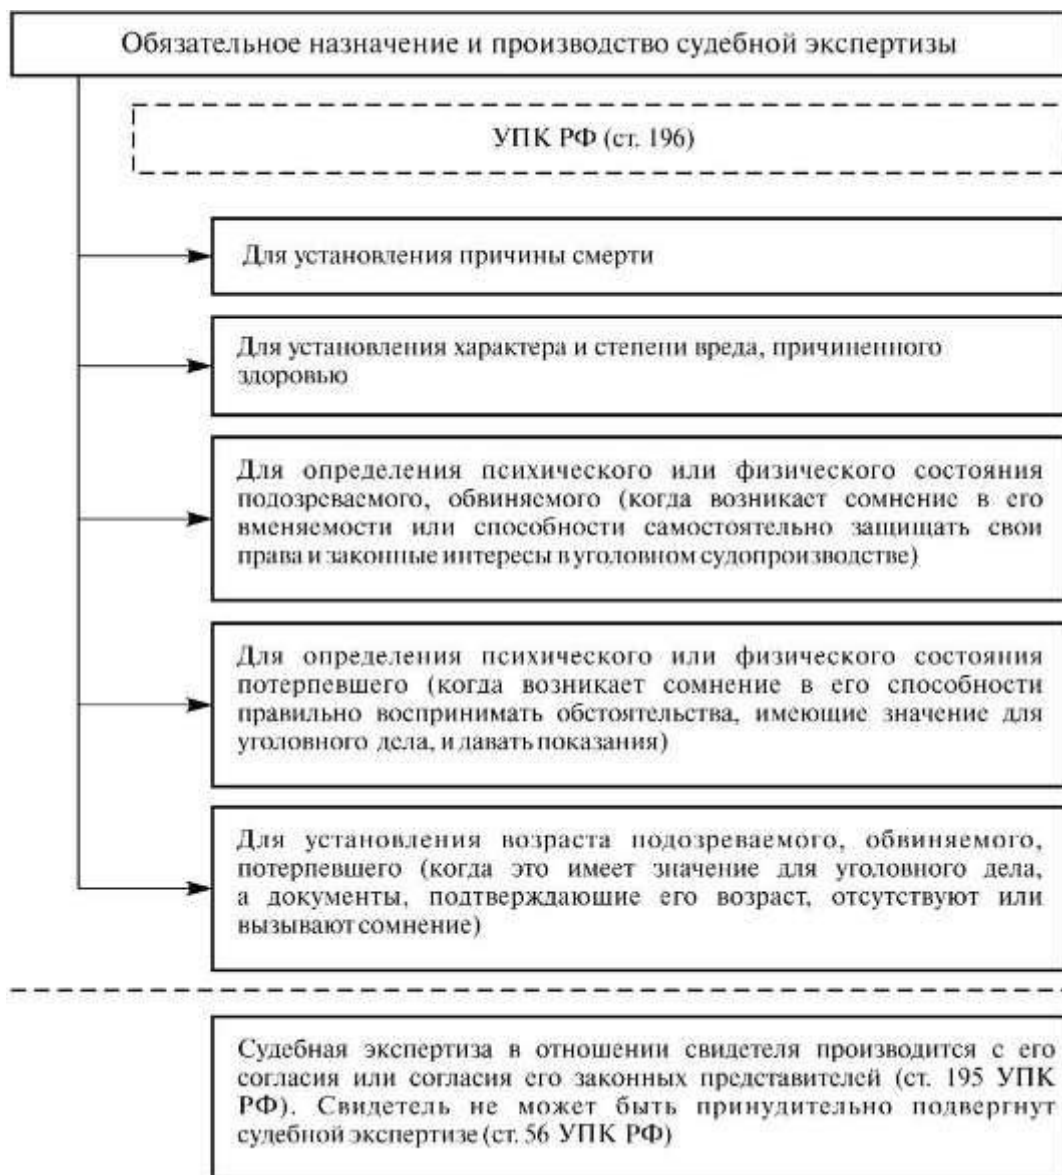 Обязательное назначение и производство судебной экспертизы
УПК РФ (ст. 196)
Для установления причины смерти
Для установления характера и степени вреда, причиненного
здоровью
Для определения психического или физического состояния
подозреваемого, обвиняемого (когда возникает сомнение в его
вменяемости или способности самостоятельно защищать свои
права и законные интересы в уголовном судопроизводстве)
Для определения психического или физического состояния
потерпевшего (когда возникает сомнение в его способности
правильно воспринимать обстоятельства, имеющие значение для
уголовного дела, и давать показания)
Для установления возраста подозреваемого, обвиняемого,
потерпевшего (когда это имеет значение для уголовного дела,
а документы, подтверждающие его возраст, отсутствуют или
вызывают сомнение)
Судебная экспертиза в отношении свидетеля производится с его
согласия или согласия его законных представителей (ст. 195 УПК
РФ). Свидетель не может быть принудительно подвергнут
судебной экспертизе (ст. 56 УПК РФ)